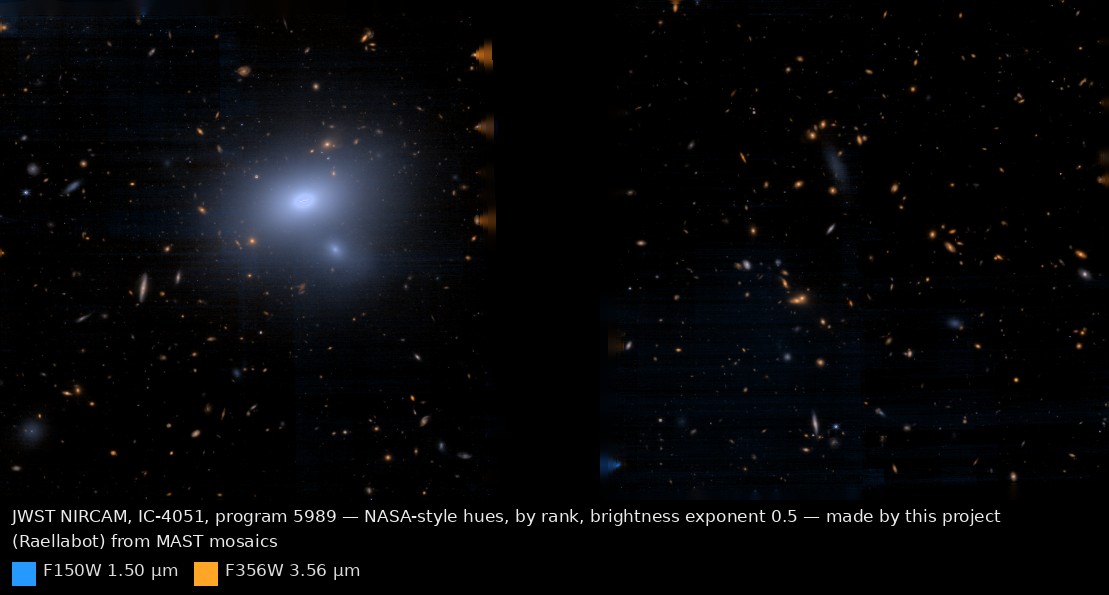 JWST NIRCAM, IC-4051, program 5989 — NASA-style hues, by rank, brightness exponent 0.5 — made by this project
(Raellabot) from MAST mosaics
F150W 1.50 µm F356W 3.56 µm